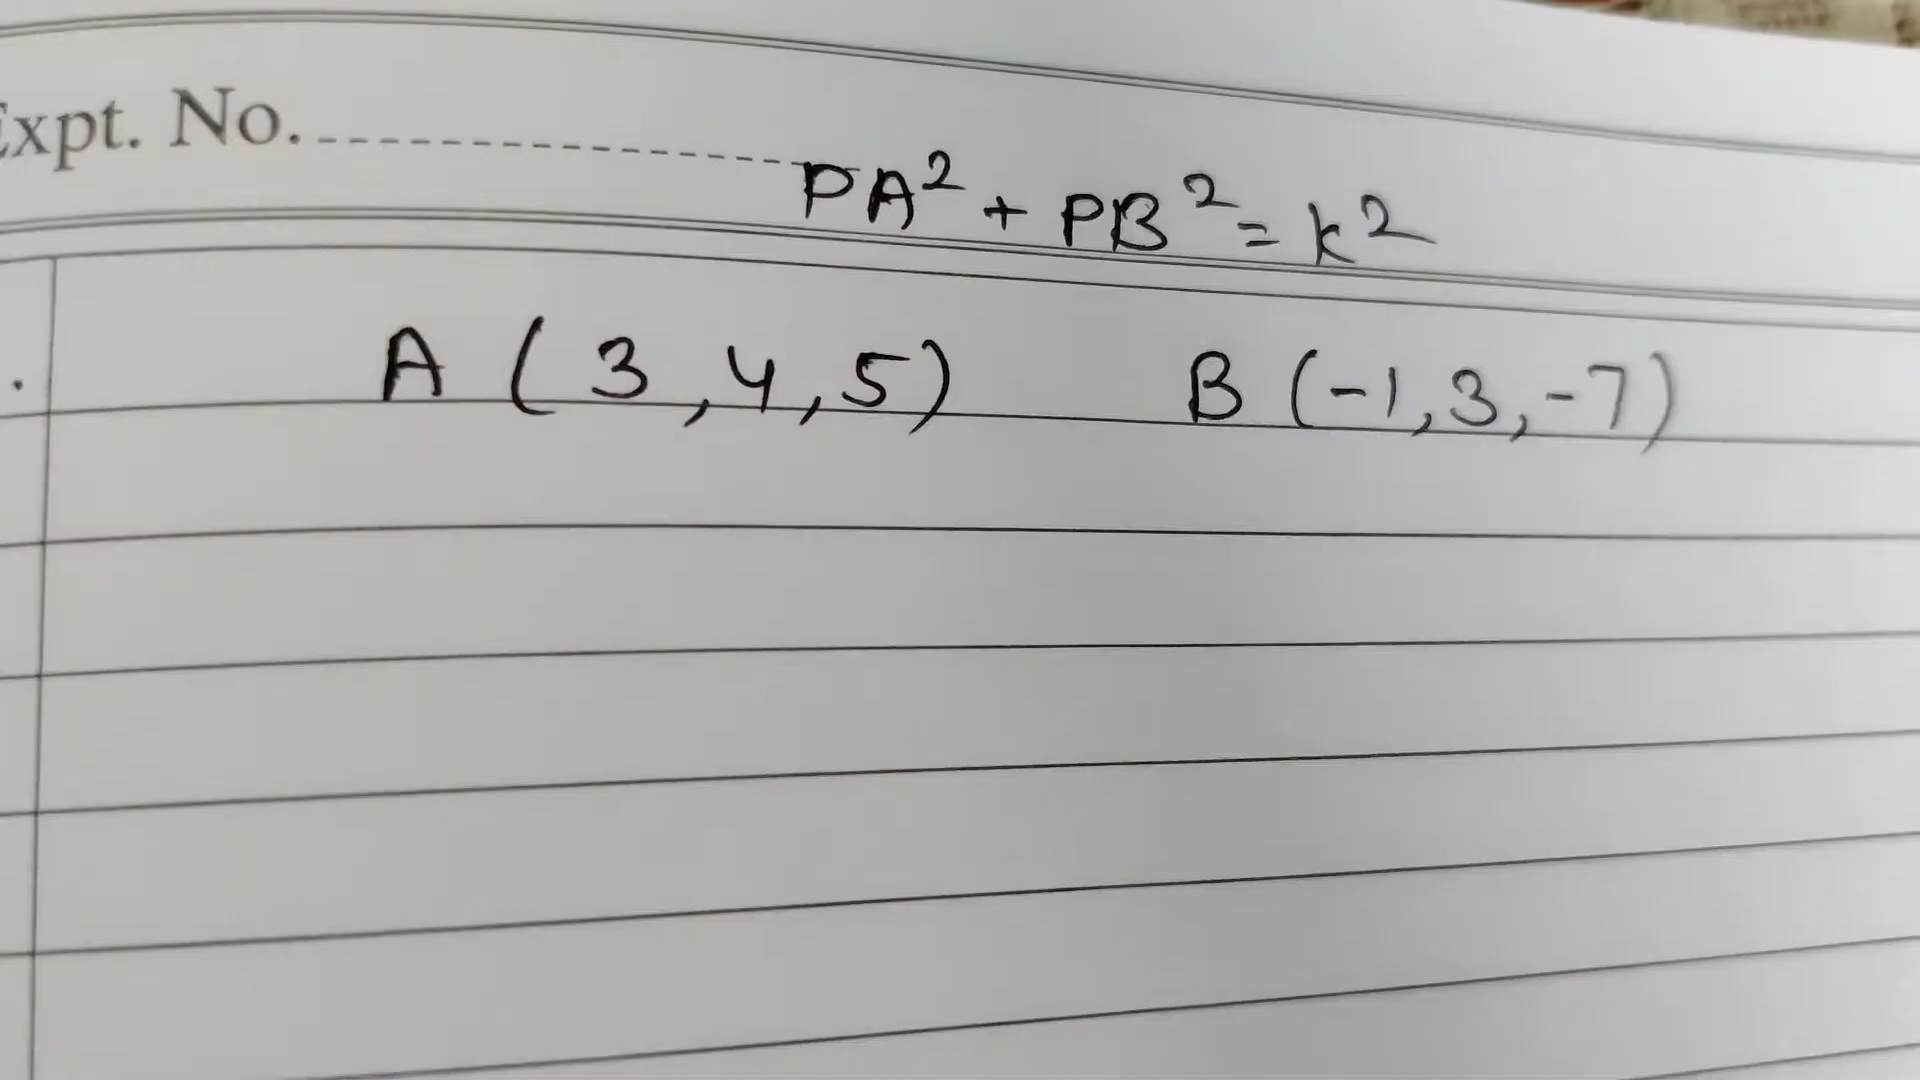 Expt. No.
PA² + PB² = k²
A (3, 4, 5) B (-1, 3, -7)